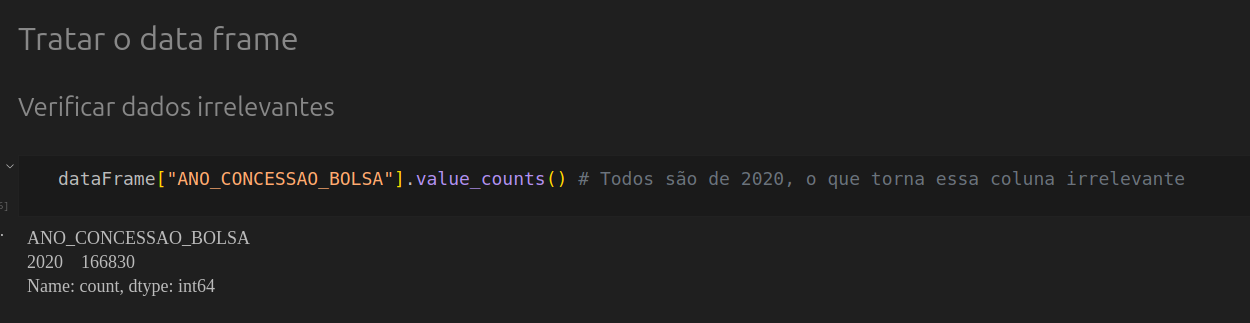 Tratar o data frame
Verificar dados irrelevantes
dataFrame["ANO_CONCESSAO_BOLSA"].value_counts() # Todos são de 2020, o que torna essa coluna irrelevante
ANO_CONCESSAO_BOLSA
2020    166830
Name: count, dtype: int64